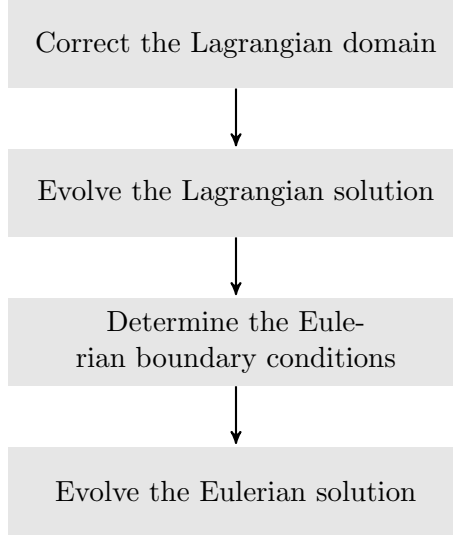 Correct the Lagrangian domain
Evolve the Lagrangian solution
Determine the Eule-
rian boundary conditions
Evolve the Eulerian solution